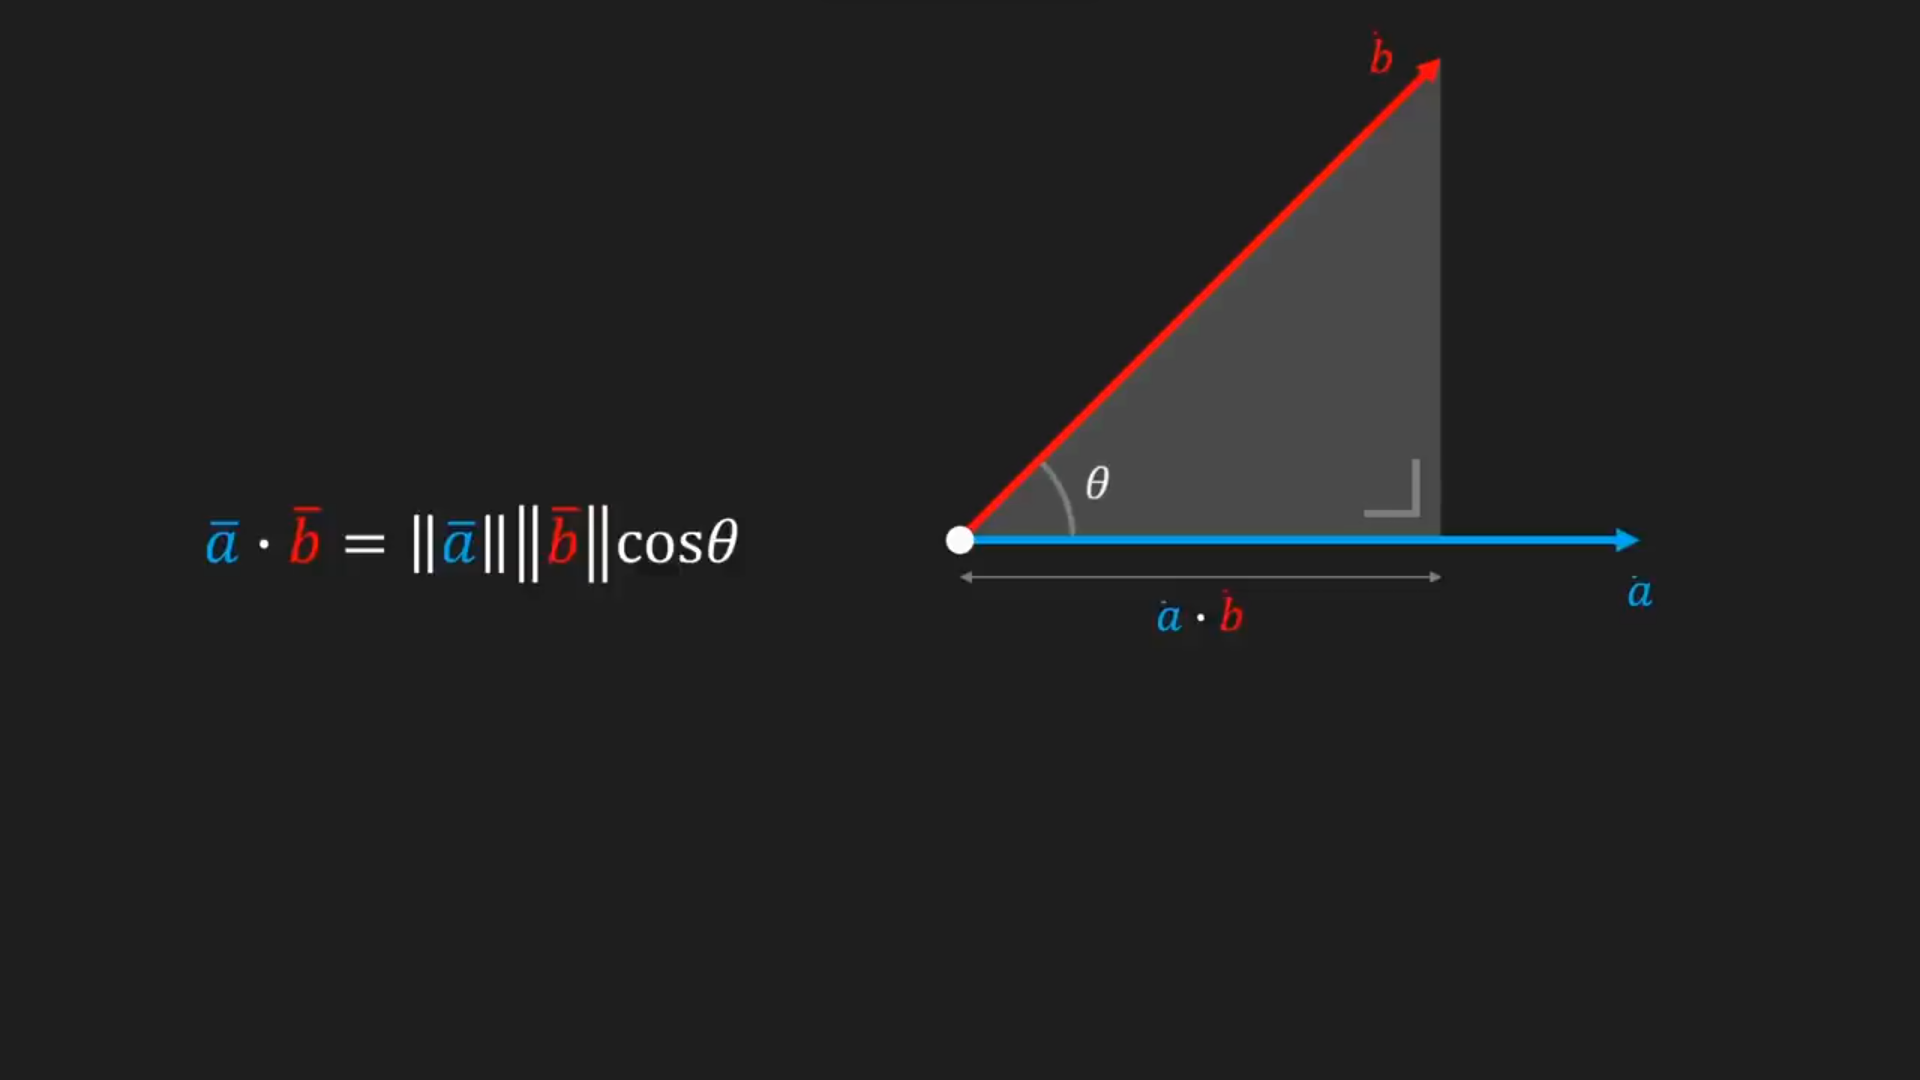 b
θ
a̅ · b̅ = ||a̅|| ||b̅||cosθ
a
a · b